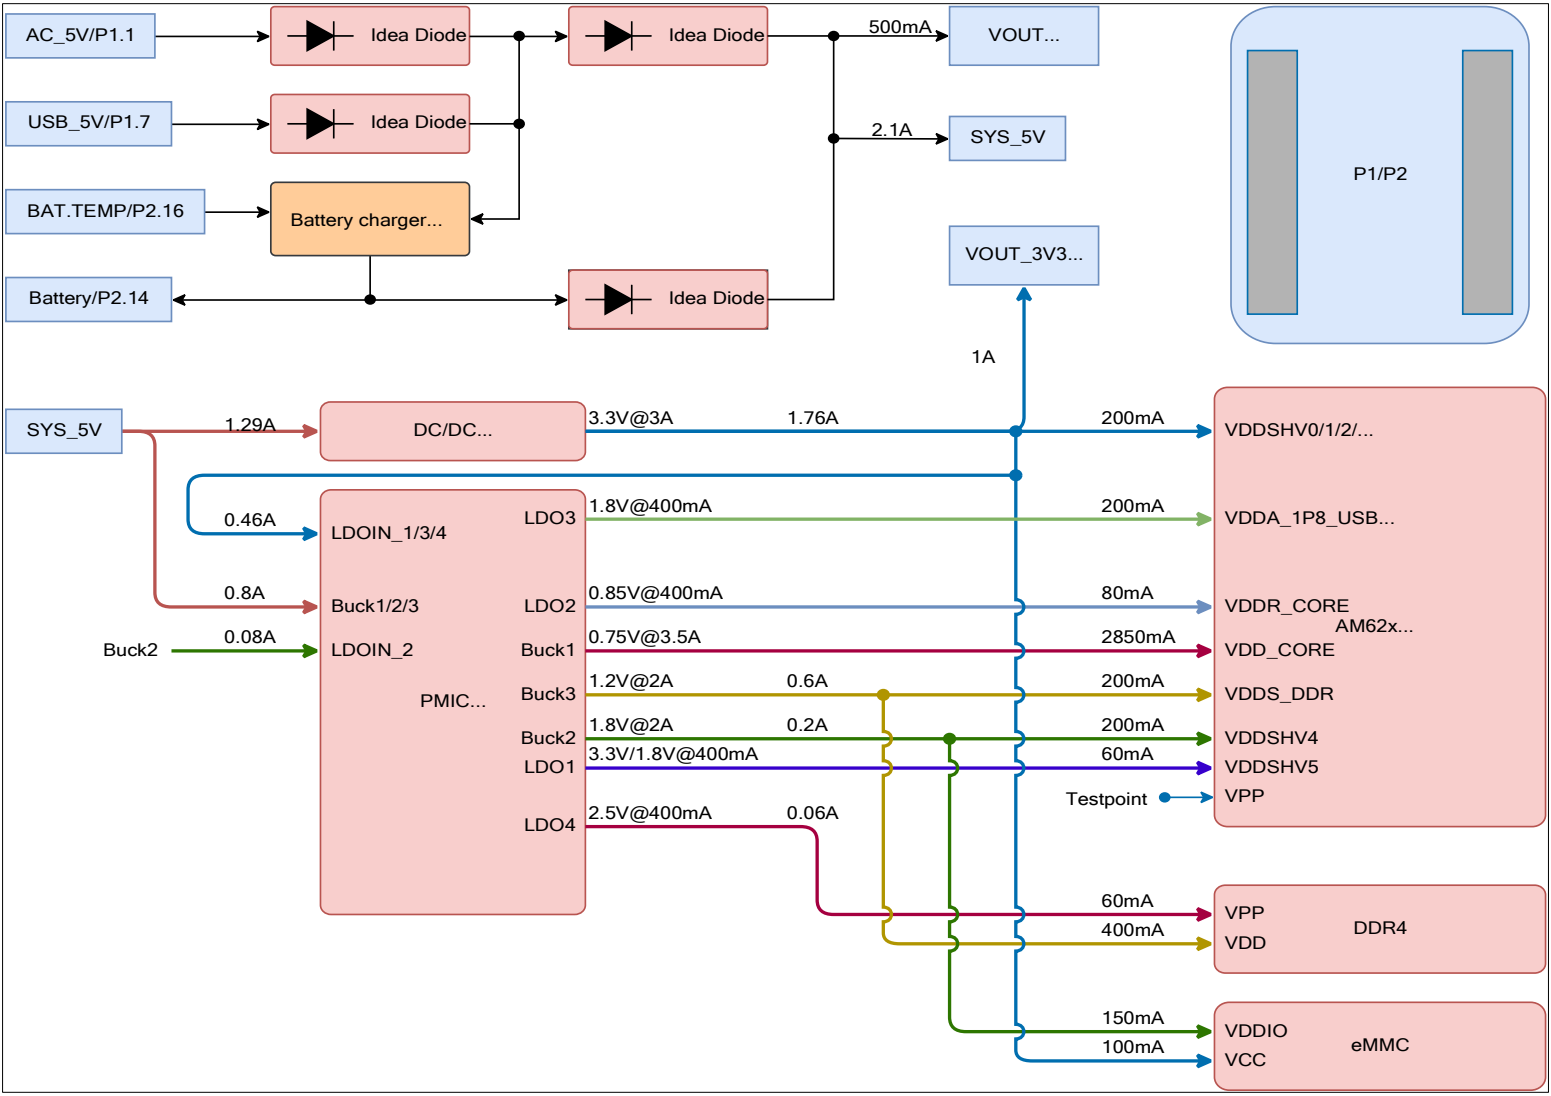 AC_5V/P1.1
Idea Diode
Idea Diode
500mA
VOUT...
USB_5V/P1.7
Idea Diode
2.1A
SYS_5V
P1/P2
BAT.TEMP/P2.16
Battery charger...
VOUT_3V3...
Battery/P2.14
Idea Diode
1A
SYS_5V
1.29A
DC/DC...
3.3V@3A
1.76A
200mA
VDDSHV0/1/2/...
0.46A
LDOIN_1/3/4
LDO3
1.8V@400mA
200mA
VDDA_1P8_USB...
0.8A
Buck1/2/3
LDO2
0.85V@400mA
80mA
VDDR_CORE
AM62x...
Buck2
0.08A
LDOIN_2
Buck1
0.75V@3.5A
2850mA
VDD_CORE
PMIC...
Buck3
1.2V@2A
0.6A
200mA
VDDS_DDR
Buck2
1.8V@2A
0.2A
200mA
VDDSHV4
LDO1
3.3V/1.8V@400mA
60mA
VDDSHV5
Testpoint
VPP
LDO4
2.5V@400mA
0.06A
60mA
VPP
DDR4
400mA
VDD
150mA
VDDIO
eMMC
100mA
VCC